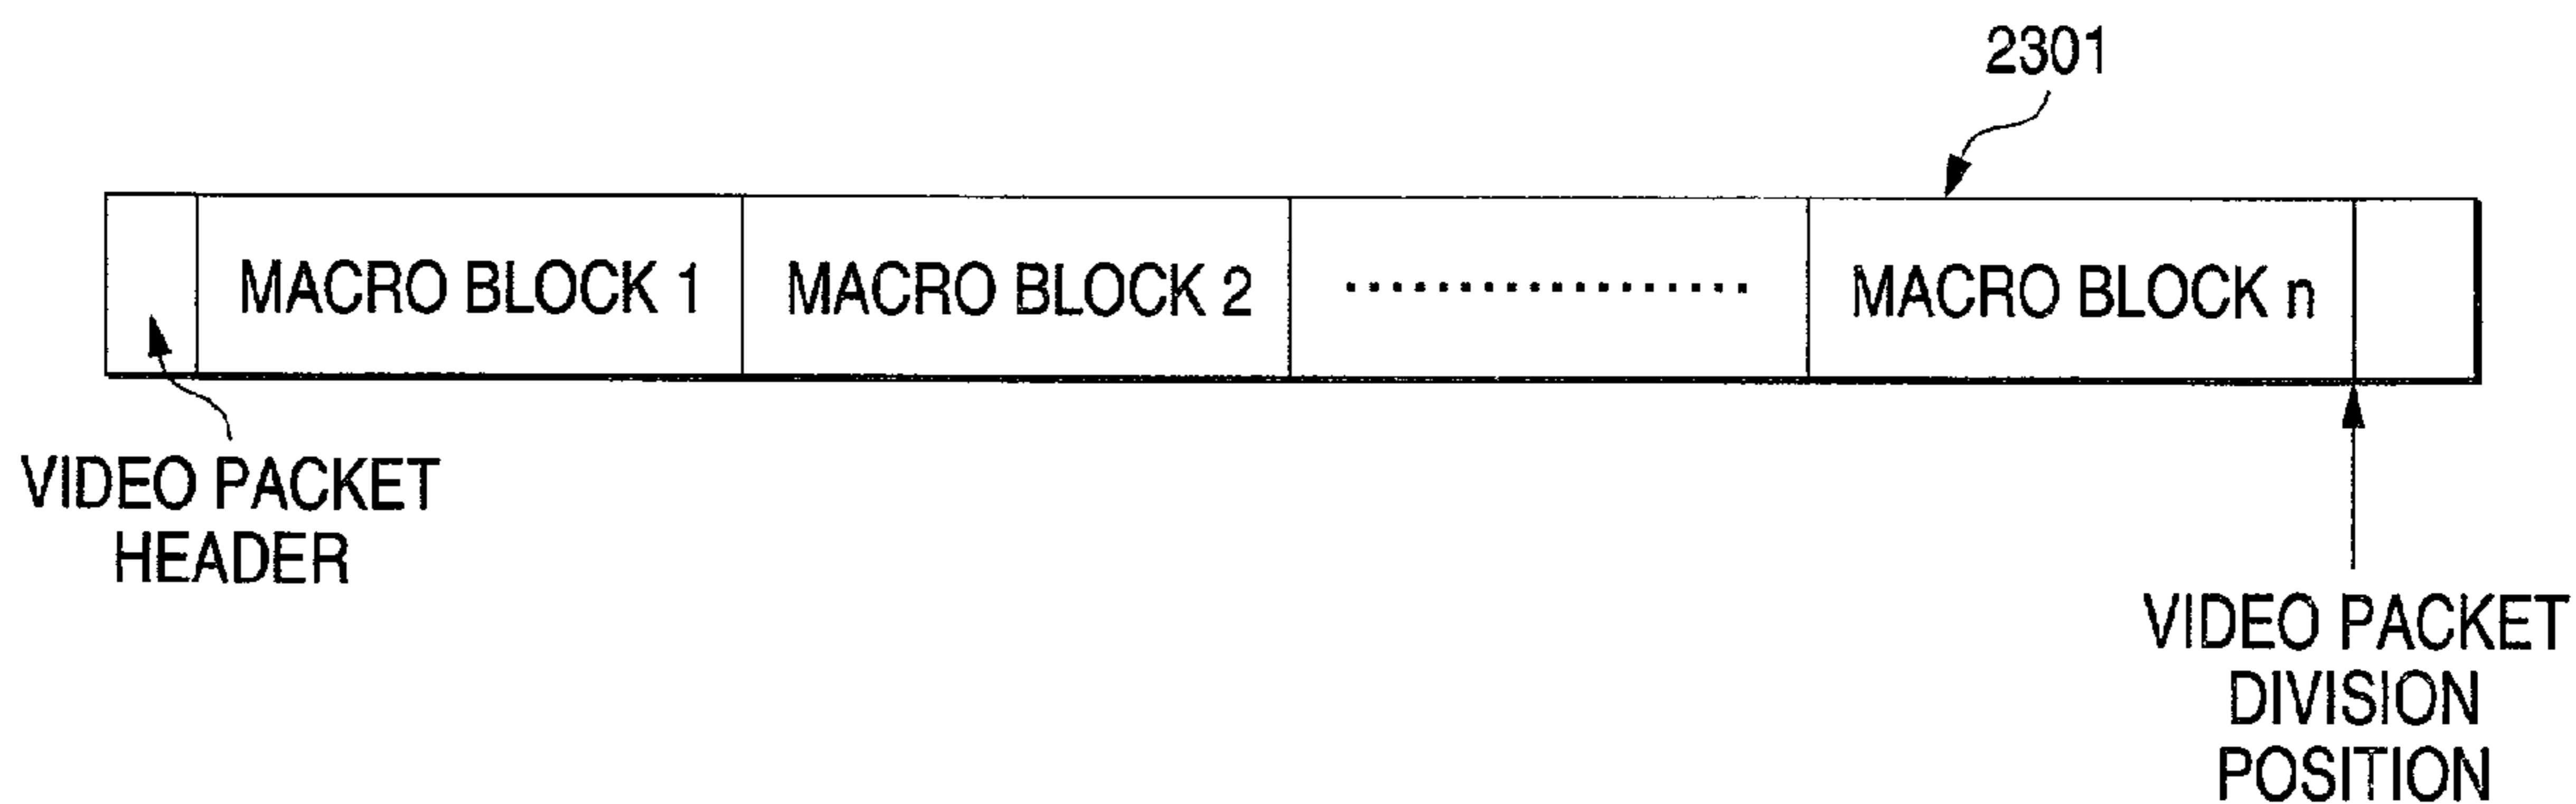 2301
MACRO BLOCK 1
MACRO BLOCK 2
.................
MACRO BLOCK n
VIDEO PACKET
HEADER
VIDEO PACKET
DIVISION
POSITION